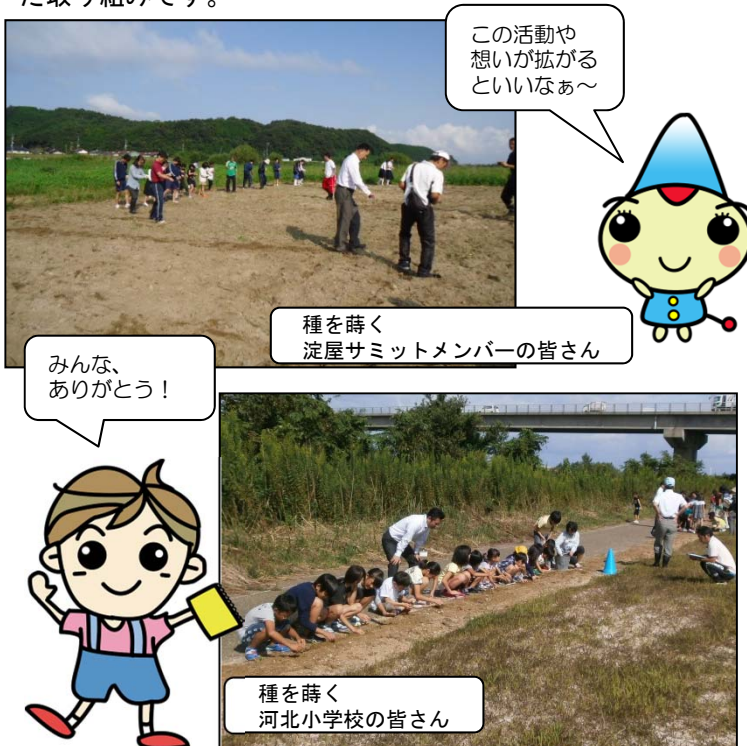 た取り組みです。
この活動や
想いが拡がる
といいなぁ～
種を蒔く
淀屋サミットメンバーの皆さん
みんな、
ありがとう！
種を蒔く
河北小学校の皆さん